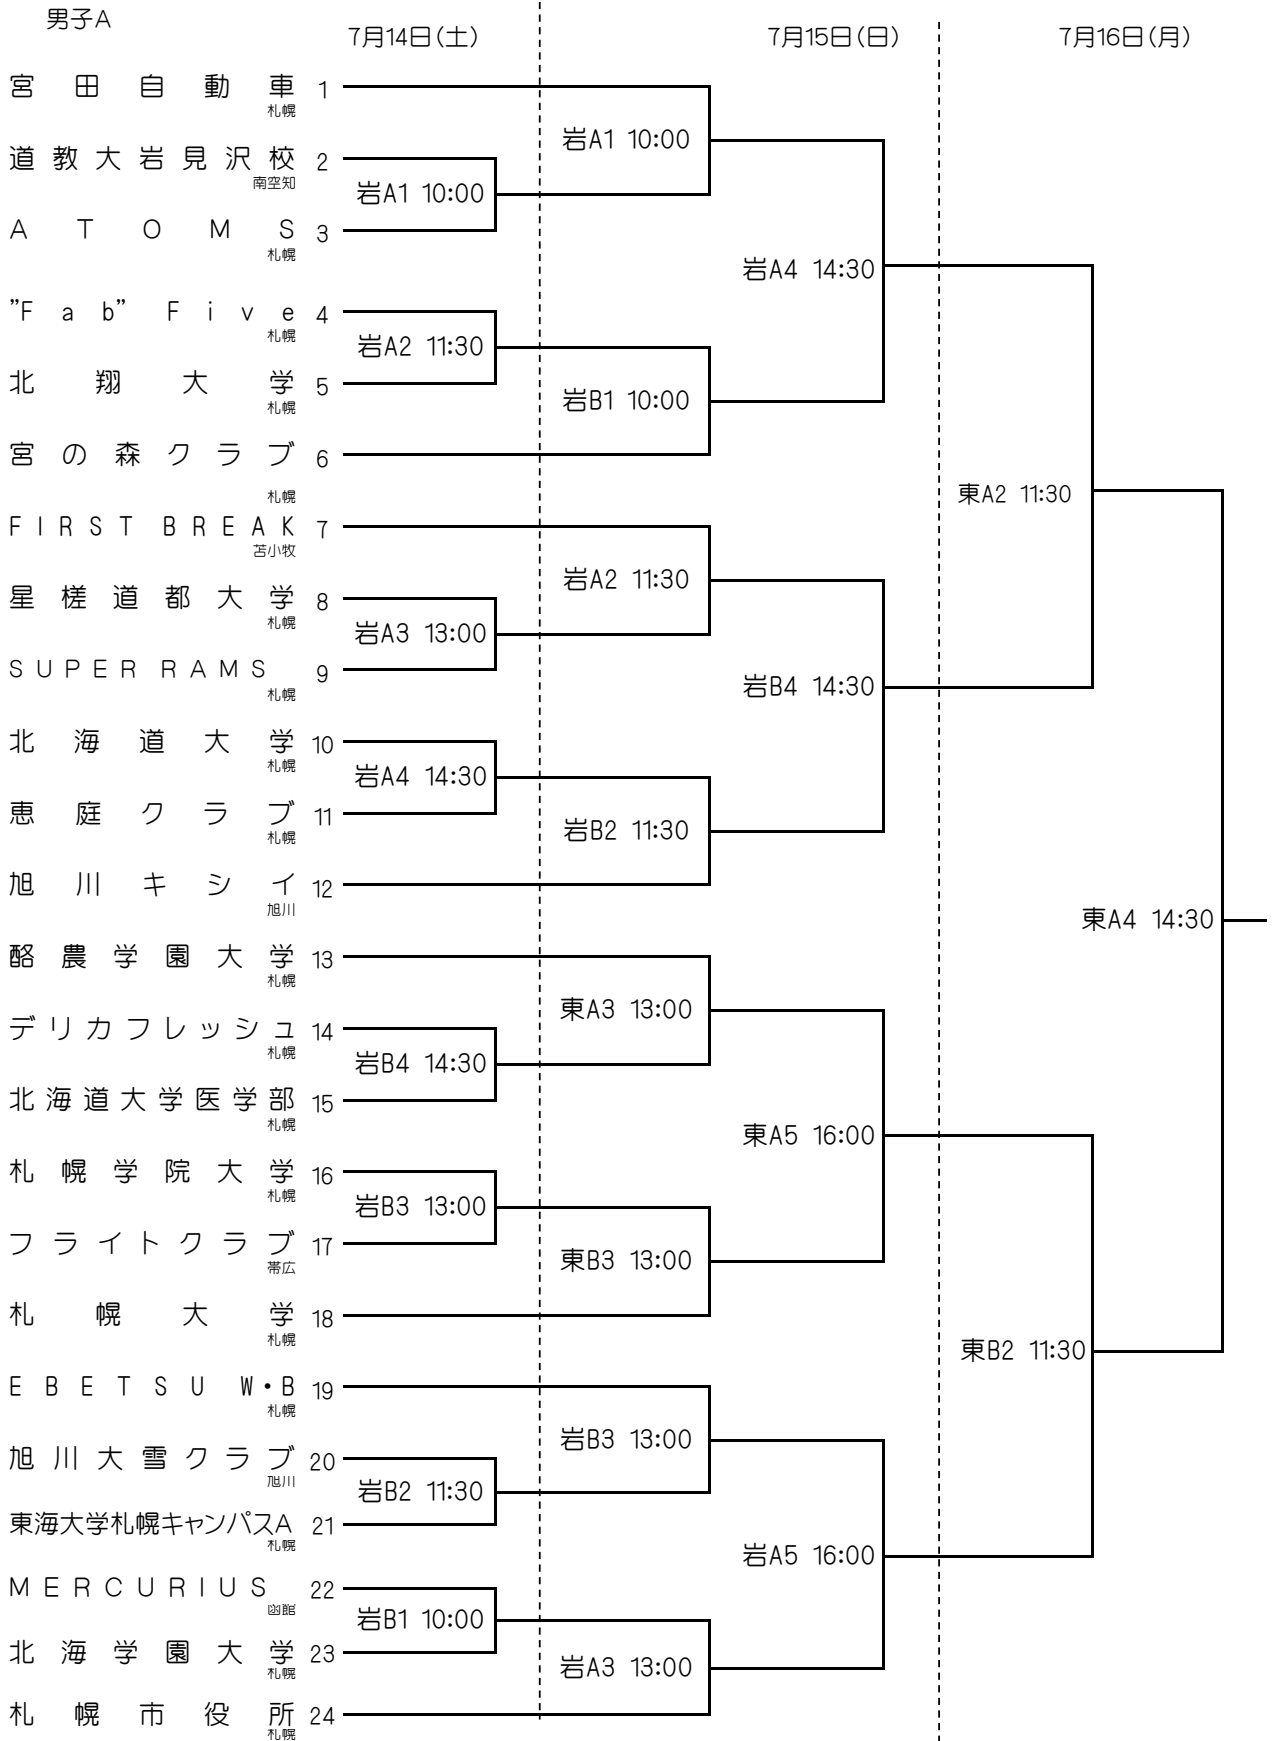 男子A
7月14日(土) 7月15日(日) 7月16日(月)
宮田自動車 1
札幌
岩A1 10:00
道教大岩見沢校 2
南空知
岩A1 10:00
ATOMS 3
札幌
岩A4 14:30
"Fab" Five 4
札幌
岩A2 11:30
北翔大学 5
札幌
岩B1 10:00
宮の森クラブ 6
札幌
東A2 11:30
FIRST BREAK 7
苫小牧
岩A2 11:30
星槎道都大学 8
札幌
岩A3 13:00
SUPER RAMS 9
札幌
岩B4 14:30
北海道大学 10
札幌
岩A4 14:30
恵庭クラブ 11
札幌
岩B2 11:30
旭川キシイ 12
旭川
東A4 14:30
酪農学園大学 13
札幌
東A3 13:00
デリカフレッシュ 14
札幌
岩B4 14:30
北海道大学医学部 15
札幌
東A5 16:00
札幌学院大学 16
札幌
岩B3 13:00
フライトクラブ 17
帯広
東B3 13:00
札幌大学 18
札幌
東B2 11:30
EBETSU W・B 19
札幌
岩B3 13:00
旭川大雪クラブ 20
旭川
岩B2 11:30
東海大学札幌キャンパスA 21
札幌
岩A5 16:00
MERCURIUS 22
函館
岩B1 10:00
北海学園大学 23
札幌
岩A3 13:00
札幌市役所 24
札幌